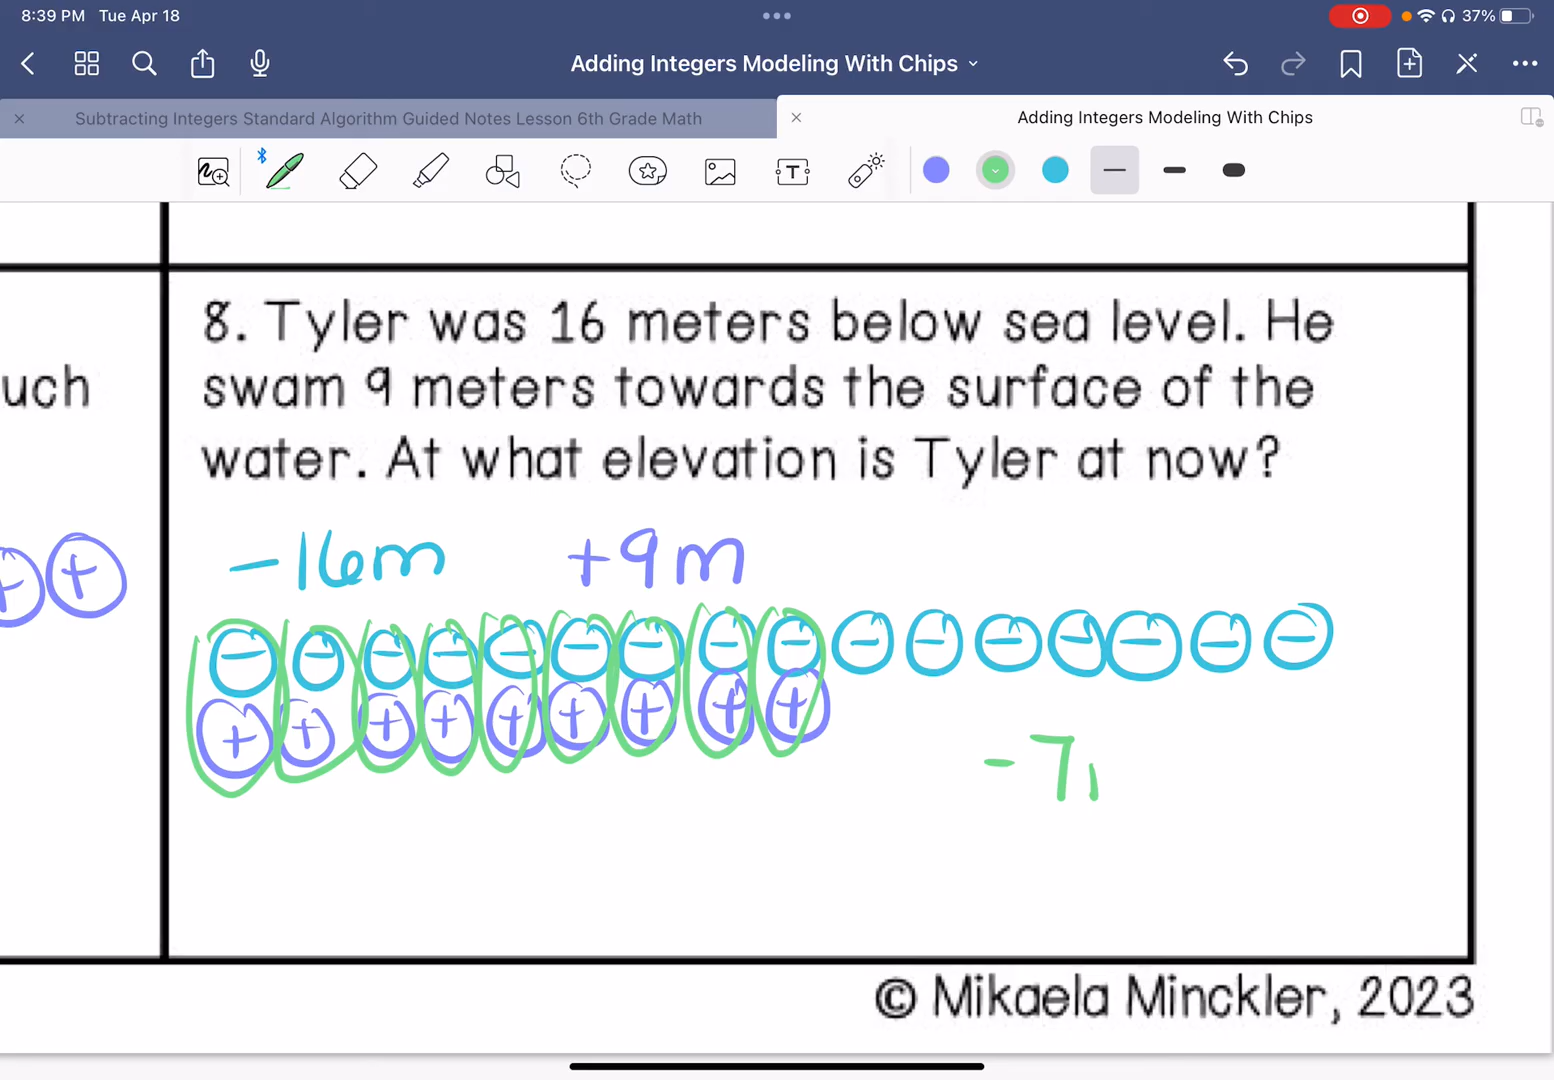 8:39 PM Tue Apr 18
37%
Adding Integers Modeling With Chips
Subtracting Integers Standard Algorithm Guided Notes Lesson 6th Grade Math
Adding Integers Modeling With Chips
T
8. Tyler was 16 meters below sea level. He
uch swam 9 meters towards the surface of the
water. At what elevation is Tyler at now?
-16m +9m
+ +
- - - - - - - - - - - - - - - -
+ + + + + + + + +
-7
© Mikaela Minckler, 2023